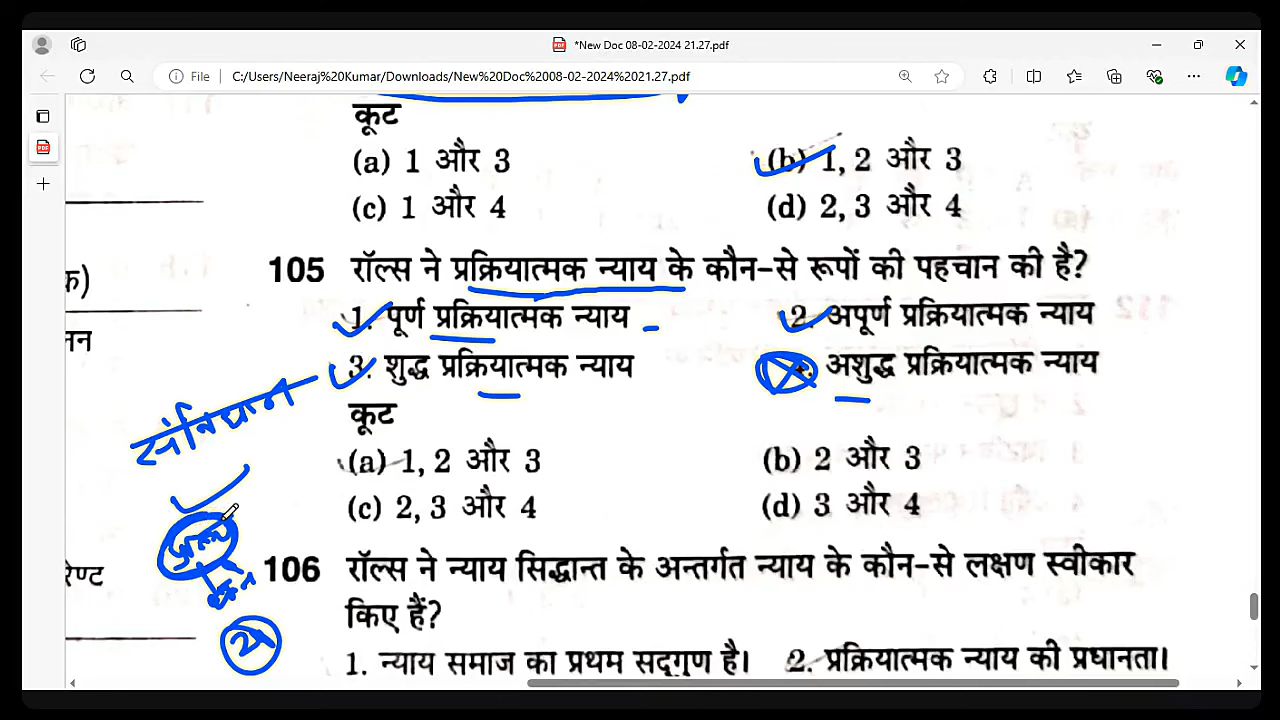 *New Doc 08-02-2024 21.27.pdf
File C:/Users/Neeraj%20Kumar/Downloads/New%20Doc%2008-02-2024%2021.27.pdf
कूट
(a) 1 और 3 (b) 1, 2 और 3
(c) 1 और 4 (d) 2, 3 और 4
क)
105 रॉल्स ने प्रक्रियात्मक न्याय के कौन-से रूपों की पहचान की है?
1. पूर्ण प्रक्रियात्मक न्याय 2. अपूर्ण प्रक्रियात्मक न्याय
नन
3. शुद्ध प्रक्रियात्मक न्याय अशुद्ध प्रक्रियात्मक न्याय
संविधान
कूट
(a) 1, 2 और 3 (b) 2 और 3
(c) 2, 3 और 4 (d) 3 और 4
रेण्ट
106 रॉल्स ने न्याय सिद्धान्त के अन्तर्गत न्याय के कौन-से लक्षण स्वीकार
किए हैं?
1. न्याय समाज का प्रथम सद्गुण है। 2. प्रक्रियात्मक न्याय की प्रधानता।